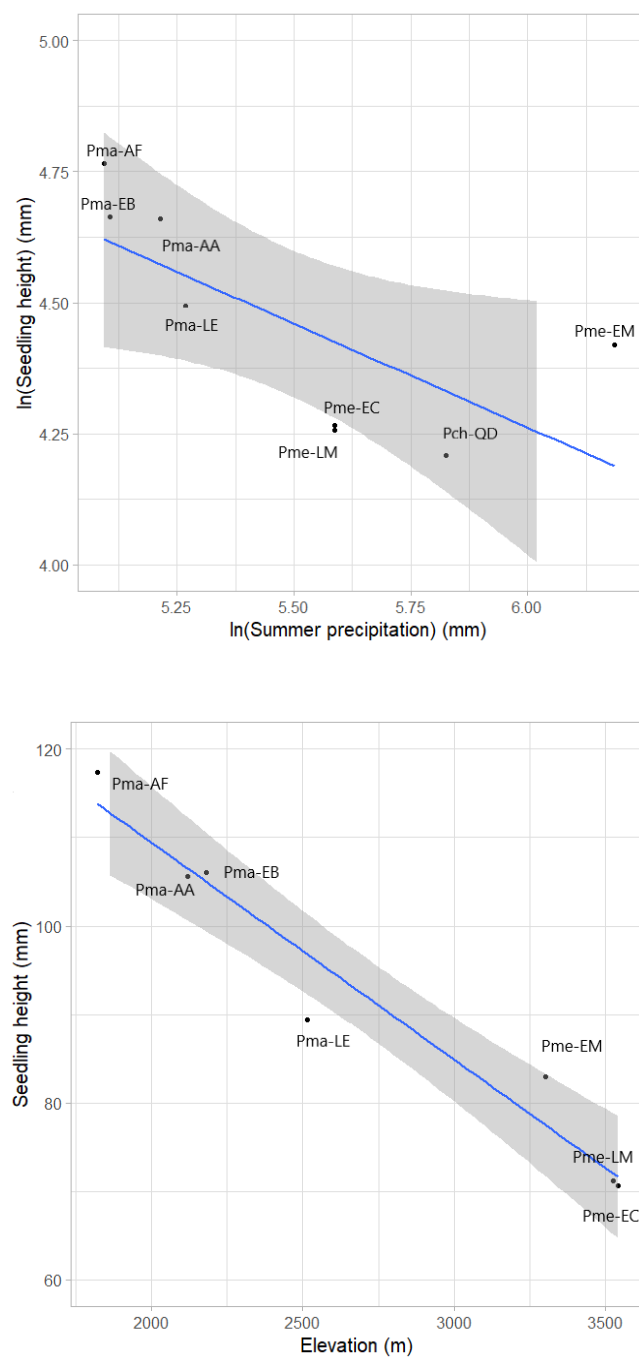 5.00
4.75
4.50
4.25
4.00
ln(Seedling height) (mm)
Pma-AF
Pma-EB
Pma-AA
Pma-LE
Pme-EM
Pme-EC
Pme-LM
Pch-QD
5.25 5.50 5.75 6.00
ln(Summer precipitation) (mm)
120
100
80
60
Seedling height (mm)
Pma-AF
Pma-EB
Pma-AA
Pma-LE
Pme-EM
Pme-LM
Pme-EC
2000 2500 3000 3500
Elevation (m)